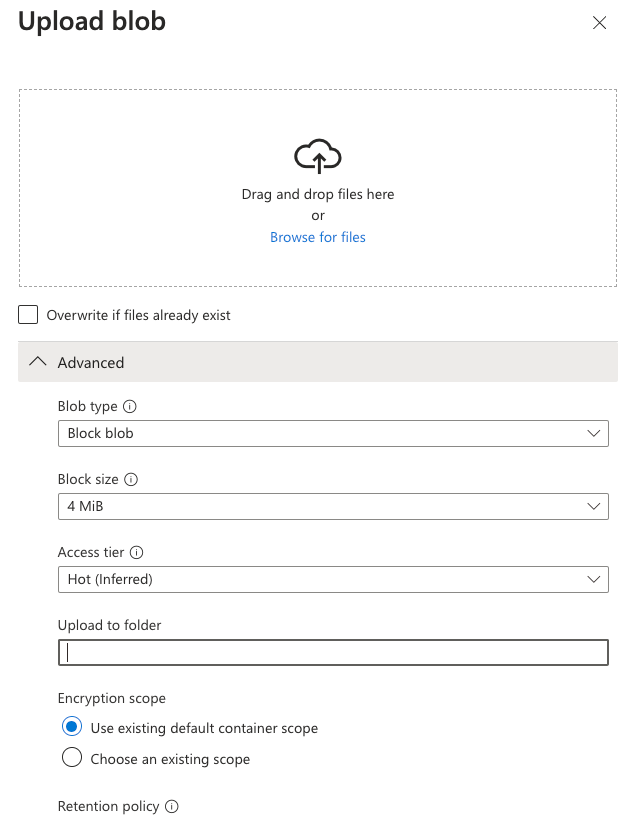 Upload blob
Drag and drop files here
or
Browse for files
Overwrite if files already exist
Advanced
Blob type
Block blob
Block size
4 MiB
Access tier
Hot (Inferred)
Upload to folder
Encryption scope
Use existing default container scope
Choose an existing scope
Retention policy